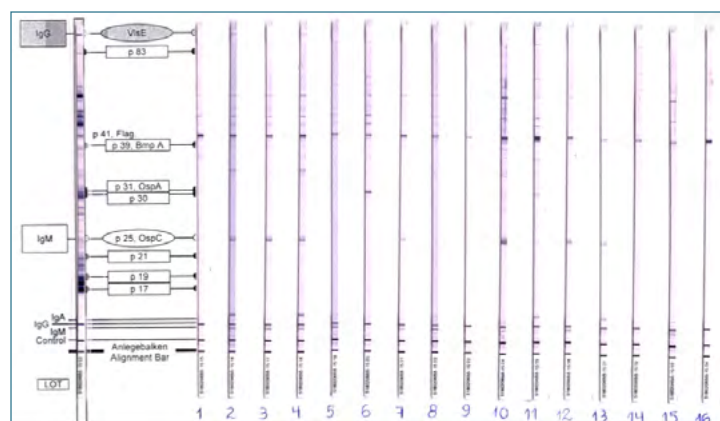 IgG
VlsE
p 83
p 41, Flag
p 39, Bmp A
p 31, OspA
p 30
IgM
p 25, OspC
p 21
p 19
p 17
IgA
IgG
IgM
Control
Anlegebalken
Alignment Bar
LOT
1 2 3 4 5 6 7 8 9 10 11 12 13 14 15 16